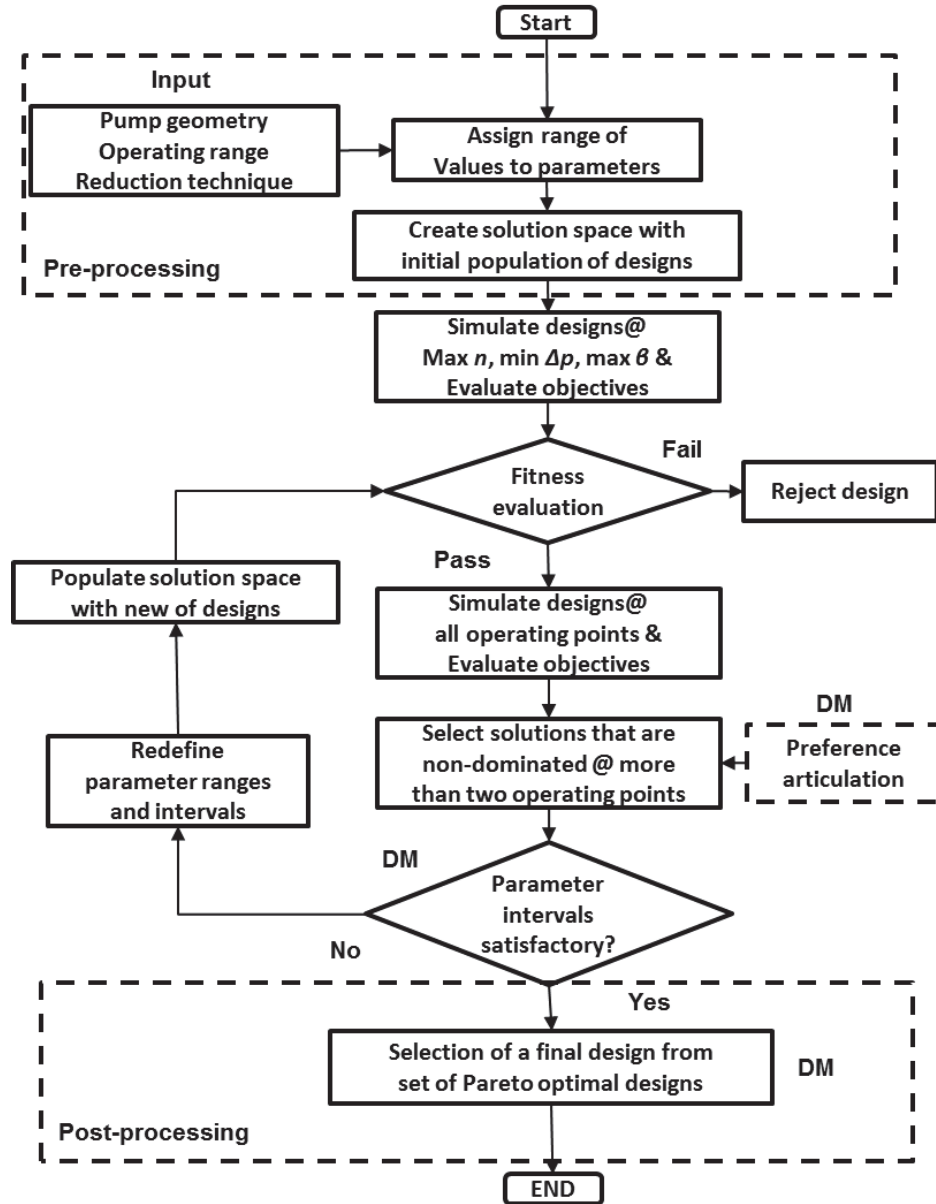 Start
Input
Pump geometry
Operating range
Reduction technique
Assign range of
Values to parameters
Create solution space with
initial population of designs
Pre-processing
Simulate designs@
Max n, min Δp, max β &
Evaluate objectives
Fail
Fitness
evaluation
Reject design
Pass
Populate solution space
with new of designs
Simulate designs@
all operating points &
Evaluate objectives
DM
Redefine
parameter ranges
and intervals
Select solutions that are
non-dominated @ more
than two operating points
Preference
articulation
DM
Parameter
intervals
satisfactory?
No
Yes
Selection of a final design from
set of Pareto optimal designs
DM
Post-processing
END